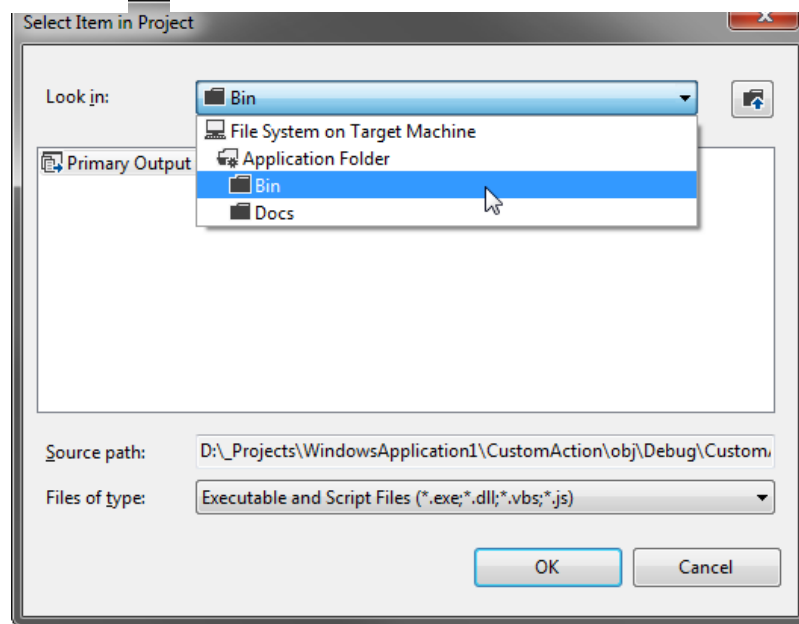 Select Item in Project
Look in:
Bin
File System on Target Machine
Application Folder
Primary Output
Bin
Docs
Source path:
D:\_Projects\WindowsApplication1\CustomAction\obj\Debug\Custom
Files of type:
Executable and Script Files (*.exe;*.dll;*.vbs;*.js)
OK
Cancel